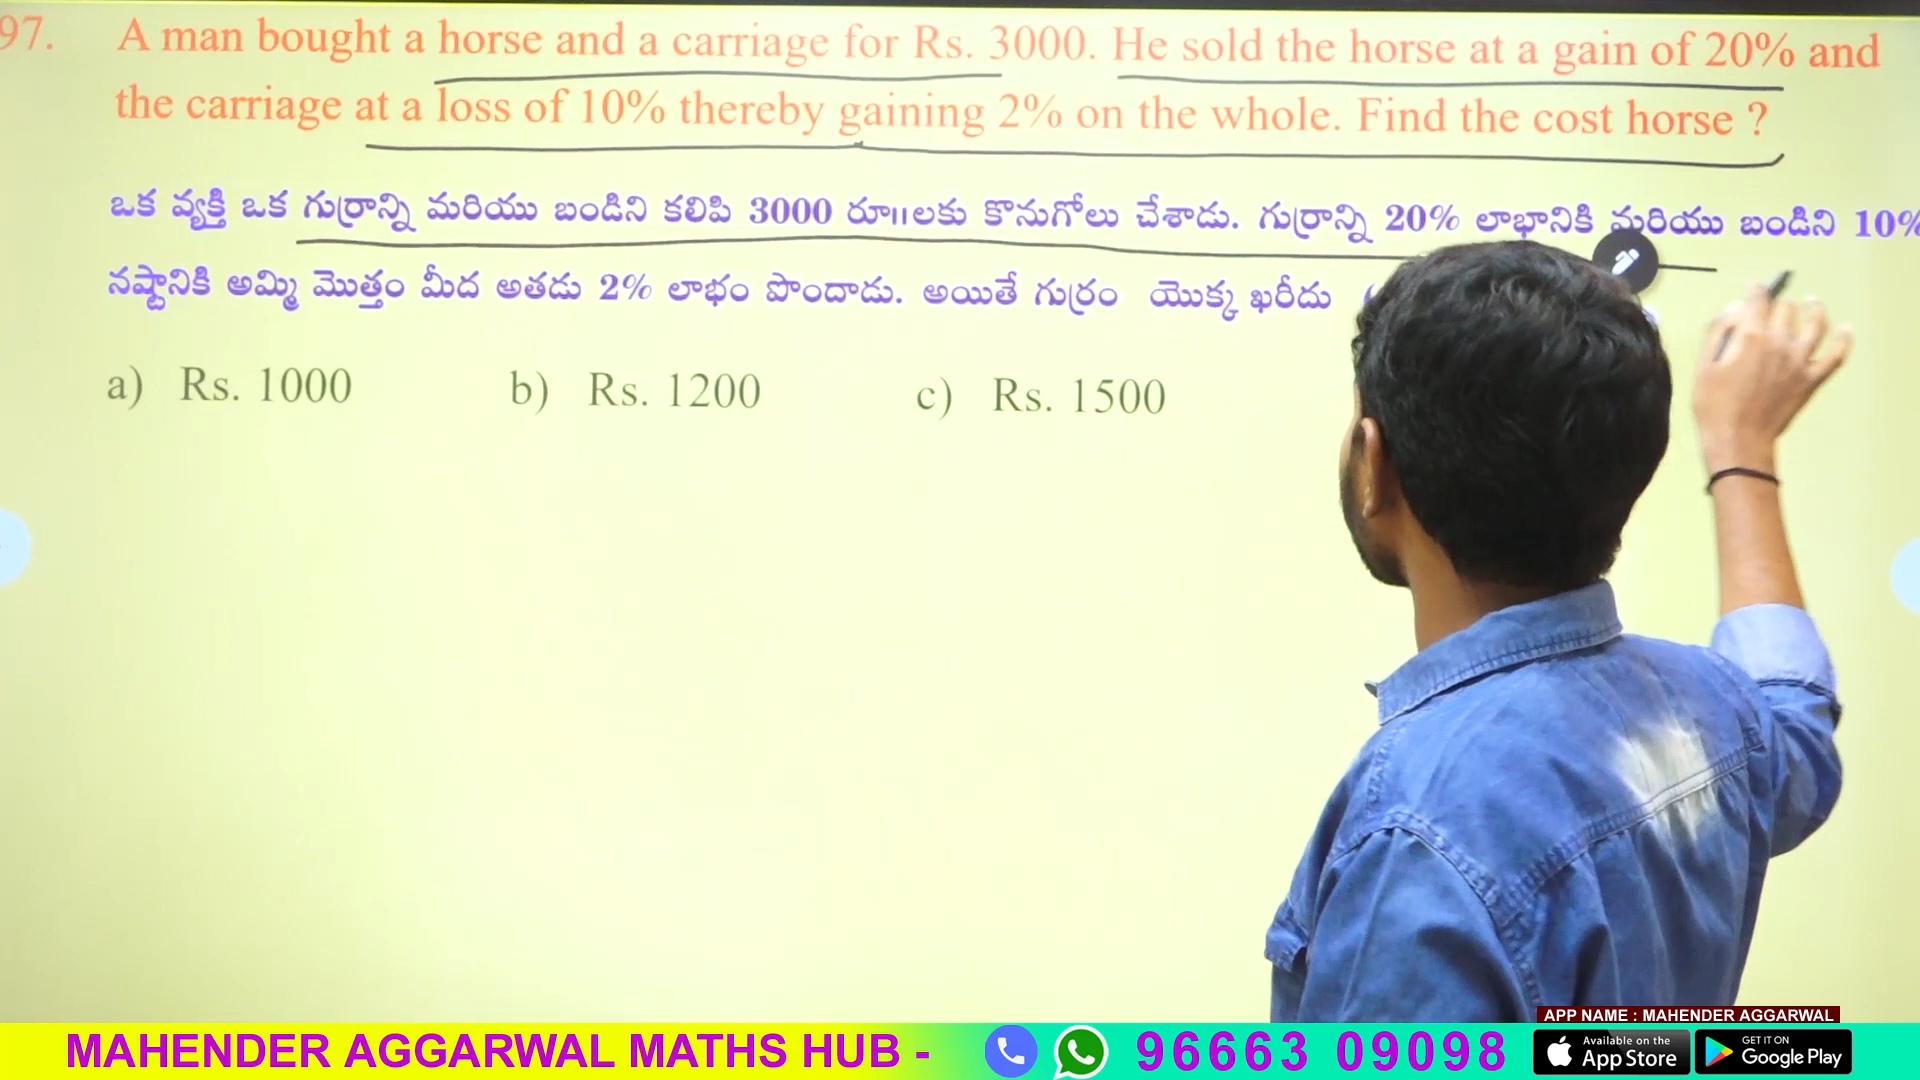 97. A man bought a horse and a carriage for Rs. 3000. He sold the horse at a gain of 20% and
the carriage at a loss of 10% thereby gaining 2% on the whole. Find the cost horse ?
ఒక వ్యక్తి ఒక గుర్రాన్ని మరియు బండిని కలిపి 3000 రూ॥లకు కొనుగోలు చేశాడు. గుర్రాన్ని 20% లాభానికి మరియు బండిని 10%
నష్టానికి అమ్మి మొత్తం మీద అతడు 2% లాభం పొందాడు. అయితే గుర్రం యొక్క ఖరీదు
a) Rs. 1000 b) Rs. 1200 c) Rs. 1500
APP NAME : MAHENDER AGGARWAL
MAHENDER AGGARWAL MATHS HUB - 96663 09098 Available on the App Store GET IT ON Google Play